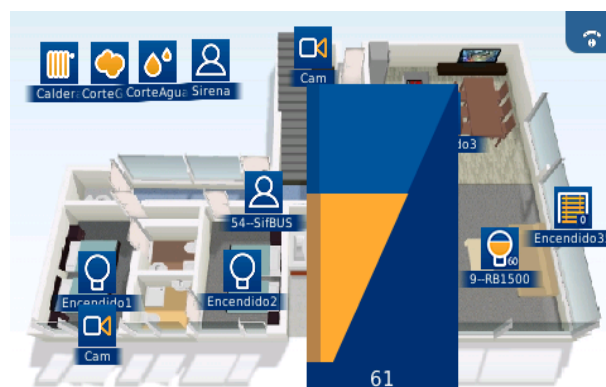 Cam
Calder
CorteG
CorteAgua
Sirena
do3
54--SifBUS
0
Encendido3
60
9--RB1500
Encendido1
Encendido2
Cam
61